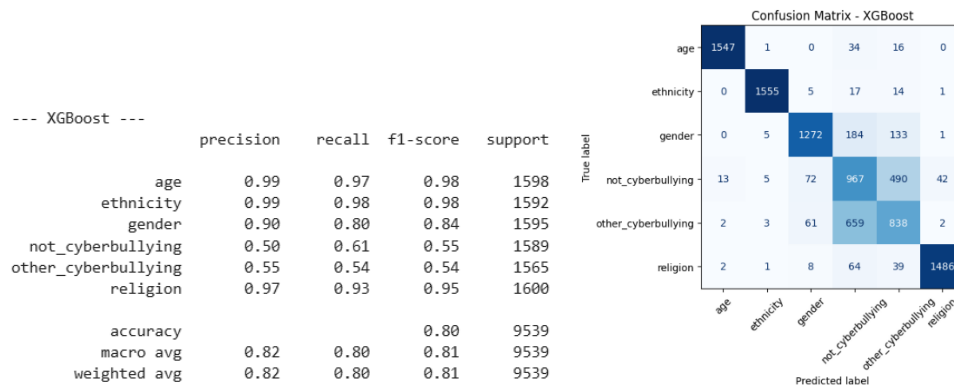 --- XGBoost ---
precision recall f1-score support
age 0.99 0.97 0.98 1598
ethnicity 0.99 0.98 0.98 1592
gender 0.90 0.80 0.84 1595
not_cyberbullying 0.50 0.61 0.55 1589
other_cyberbullying 0.55 0.54 0.54 1565
religion 0.97 0.93 0.95 1600
accuracy 0.80 9539
macro avg 0.82 0.80 0.81 9539
weighted avg 0.82 0.80 0.81 9539
Confusion Matrix - XGBoost
True label
age 1547 1 0 34 16 0
ethnicity 0 1555 5 17 14 1
gender 0 5 1272 184 133 1
not_cyberbullying 13 5 72 967 490 42
other_cyberbullying 2 3 61 659 838 2
religion 2 1 8 64 39 1486
age ethnicity gender not_cyberbullying other_cyberbullying religion
Predicted label